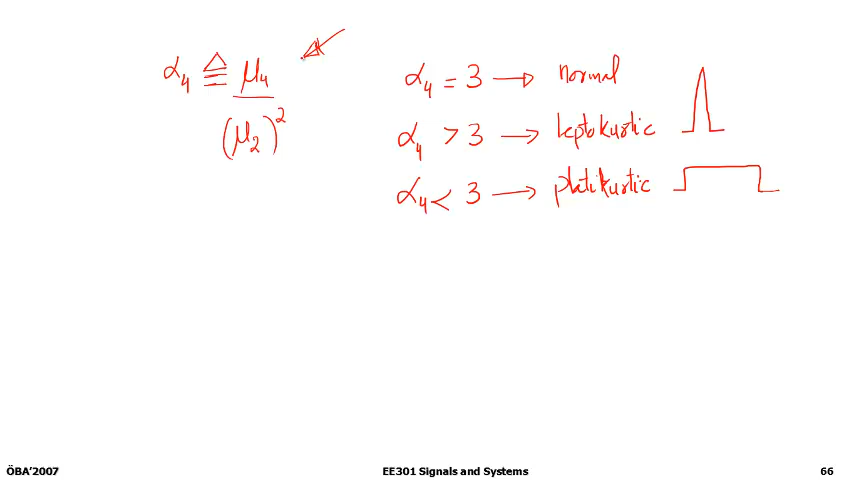 α₄ ≜ μ₄ / (μ₂)²
α₄ = 3 → normal
α₄ > 3 → leptokurtic
α₄ < 3 → platikurtic
ÖBA'2007 EE301 Signals and Systems 66